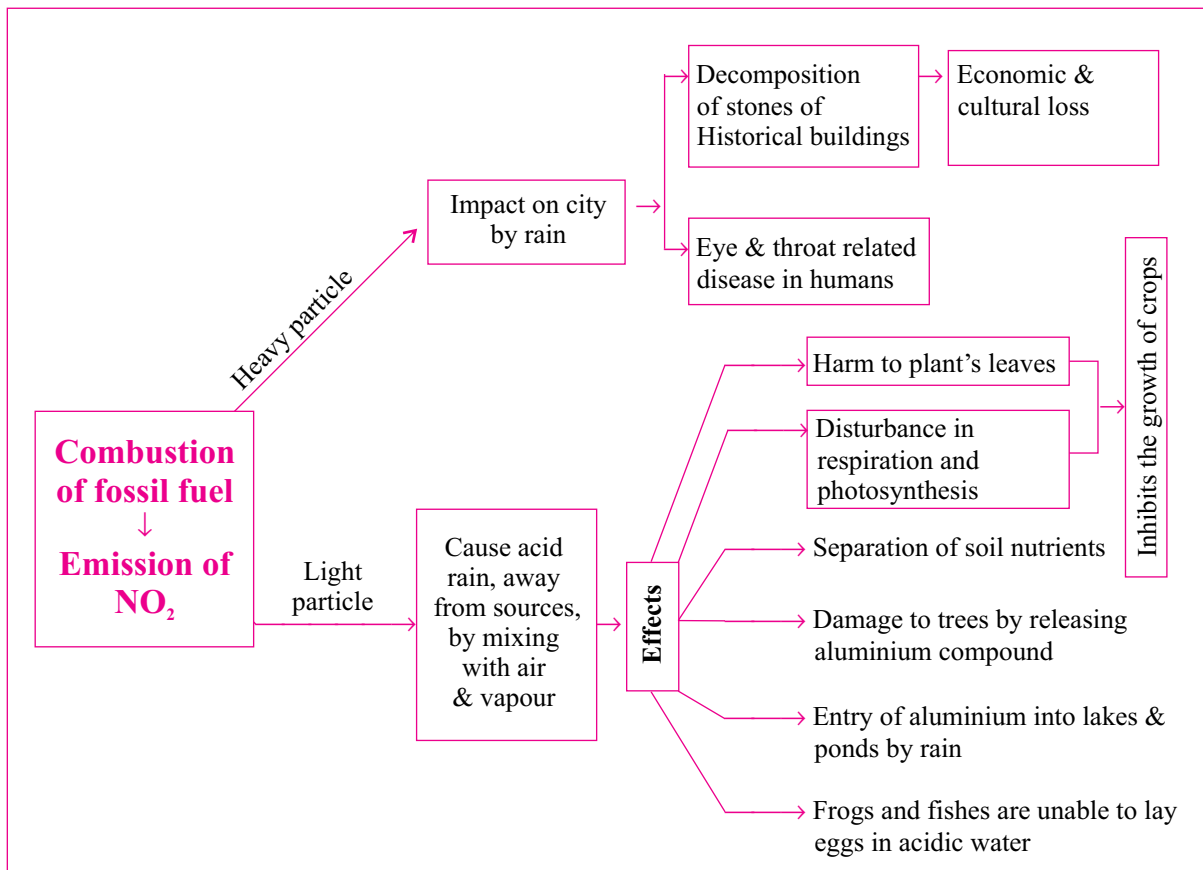 Combustion
of fossil fuel
↓
Emission of
NO₂
Heavy particle
Impact on city
by rain
Decomposition
of stones of
Historical buildings
Economic &
cultural loss
Eye & throat related
disease in humans
Light
particle
Cause acid
rain, away
from sources,
by mixing
with air
& vapour
Effects
Harm to plant's leaves
Disturbance in
respiration and
photosynthesis
Inhibits the growth of crops
Separation of soil nutrients
Damage to trees by releasing
aluminium compound
Entry of aluminium into lakes &
ponds by rain
Frogs and fishes are unable to lay
eggs in acidic water